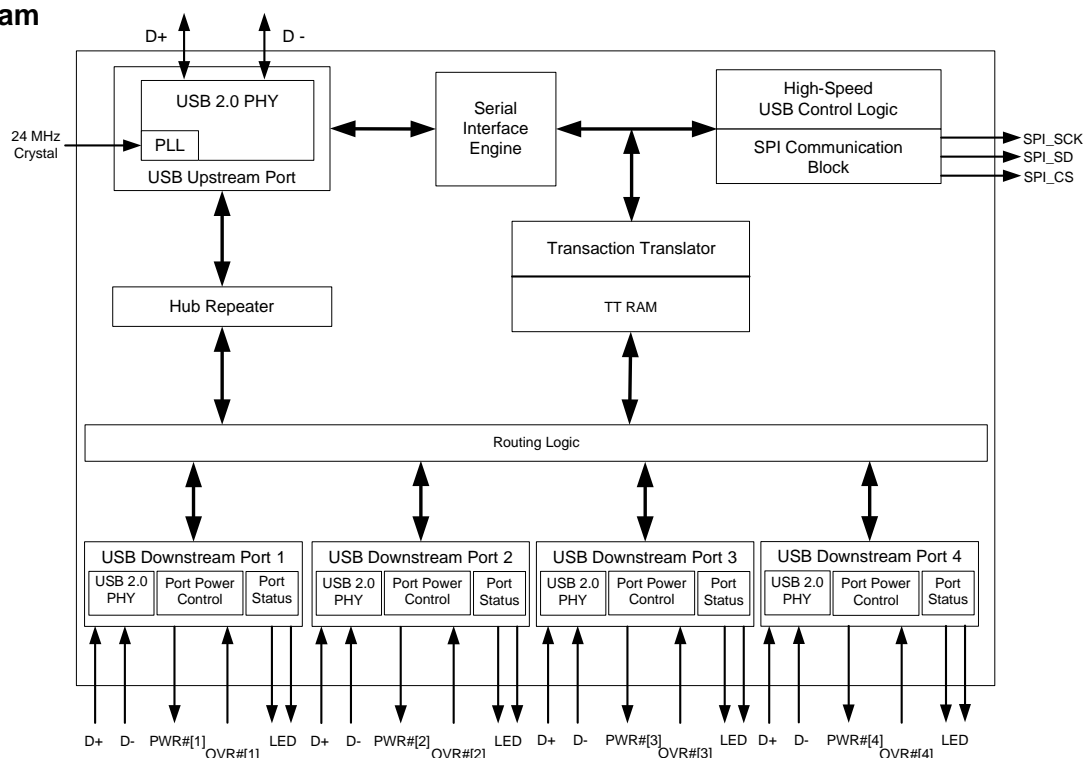 am
D+ D -
USB 2.0 PHY
PLL
USB Upstream Port
24 MHz
Crystal
Serial
Interface
Engine
High-Speed
USB Control Logic
SPI Communication
Block
SPI_SCK
SPI_SD
SPI_CS
Transaction Translator
TT RAM
Hub Repeater
Routing Logic
USB Downstream Port 1
USB 2.0
PHY
Port Power
Control
Port
Status
USB Downstream Port 2
USB 2.0
PHY
Port Power
Control
Port
Status
USB Downstream Port 3
USB 2.0
PHY
Port Power
Control
Port
Status
USB Downstream Port 4
USB 2.0
PHY
Port Power
Control
Port
Status
D+ D- PWR#[1] OVR#[1] LED
D+ D- PWR#[2] OVR#[2] LED
D+ D- PWR#[3] OVR#[3] LED
D+ D- PWR#[4] OVR#[4] LED